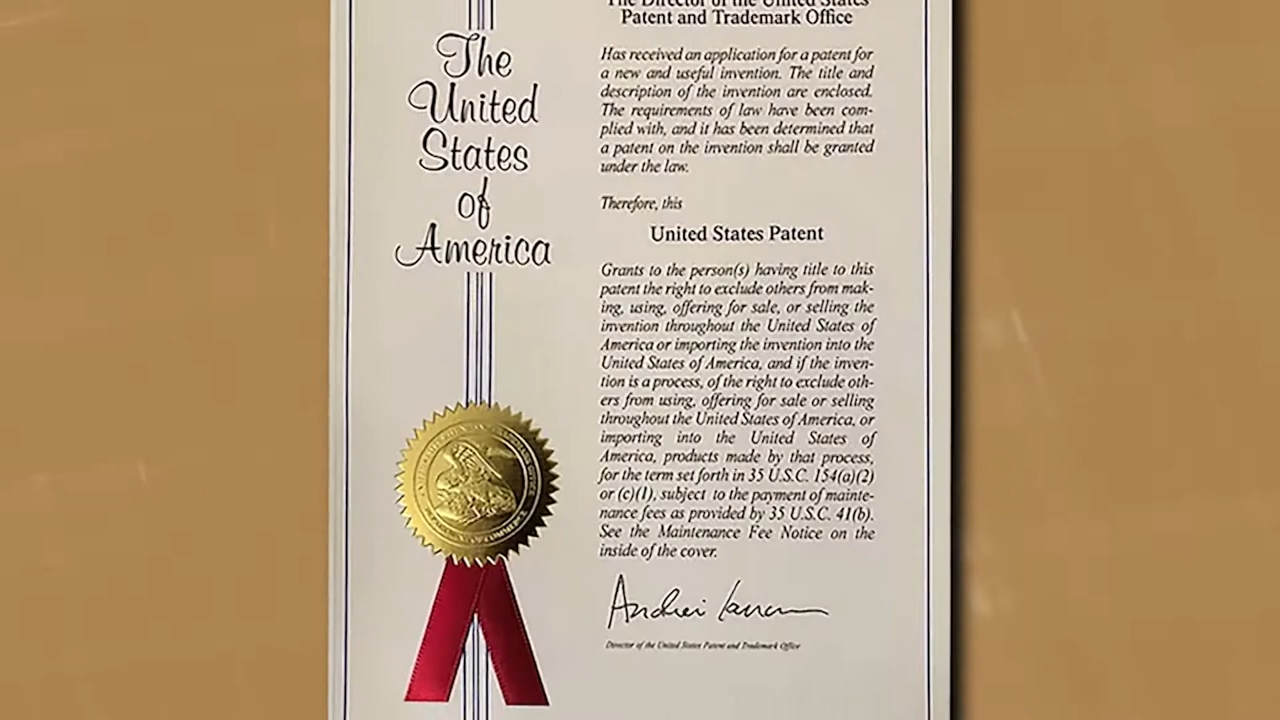 The
United
States
of
America
The Director of the United States
Patent and Trademark Office
Has received an application for a patent for
a new and useful invention. The title and
description of the invention are enclosed.
The requirements of law have been com-
plied with, and it has been determined that
a patent on the invention shall be granted
under the law.
Therefore, this
United States Patent
Grants to the person(s) having title to this
patent the right to exclude others from mak-
ing, using, offering for sale, or selling the
invention throughout the United States of
America or importing the invention into the
United States of America, and if the inven-
tion is a process, of the right to exclude oth-
ers from using, offering for sale or selling
throughout the United States of America, or
importing into the United States of
America, products made by that process,
for the term set forth in 35 U.S.C. 154(a)(2)
or (c)(1), subject to the payment of mainte-
nance fees as provided by 35 U.S.C. 41(b).
See the Maintenance Fee Notice on the
inside of the cover.
Andrei Iancu
Director of the United States Patent and Trademark Office